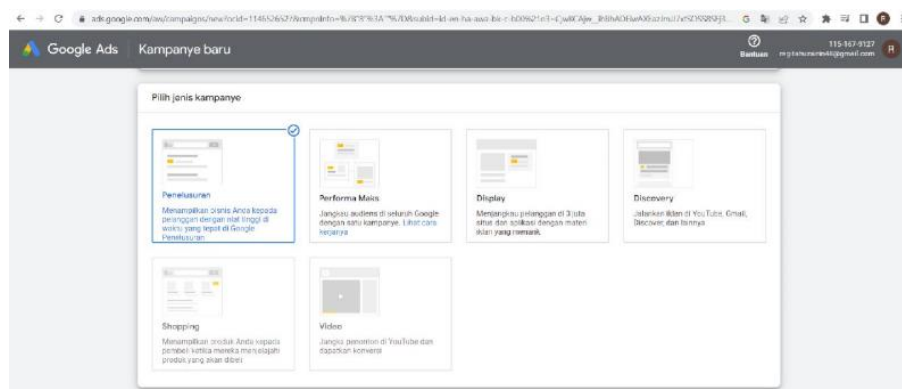 Google Ads
Kampanye baru
Bantuan
115-167-9127
Pilih jenis kampanye
Penelusuran
Menampilkan bisnis Anda kepada
pelanggan dengan niat tinggi di
waktu yang tepat di Google
Penelusuran
Performa Maks
Jangkau audiens di seluruh Google
dengan satu kampanye. Lihat cara
kerjanya
Display
Menjangkau pelanggan di 3 juta
situs dan aplikasi dengan materi
iklan yang menarik
Discovery
Jalankan iklan di YouTube, Gmail,
Discover, dan lainnya
Shopping
Menampilkan produk Anda kepada
pembeli ketika mereka menjelajahi
produk yang akan dibeli
Video
Jangkau penonton di YouTube dan
dapatkan konversi